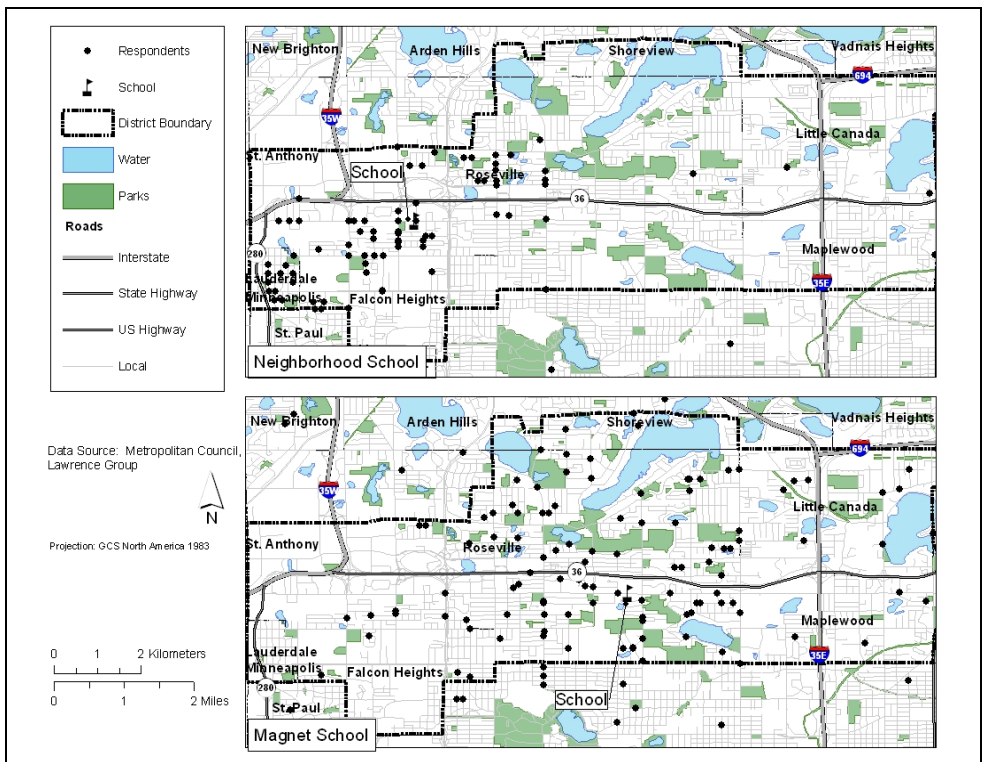 Respondents
School
District Boundary
Water
Parks
Roads
Interstate
State Highway
US Highway
Local
Data Source: Metropolitan Council,
Lawrence Group
N
Projection: GCS North America 1983
0 1 2 Kilometers
0 1 2 Miles
New Brighton
Arden Hills
Shoreview
Vadnais Heights
694
35W
Little Canada
St. Anthony
School
Roseville
36
280
Maplewood
Lauderdale
35E
Minneapolis
Falcon Heights
St. Paul
Neighborhood School
New Brighton
Arden Hills
Shoreview
Vadnais Heights
694
35W
Little Canada
St. Anthony
Roseville
36
Maplewood
Lauderdale
35E
Minneapolis
Falcon Heights
280
School
St. Paul
Magnet School